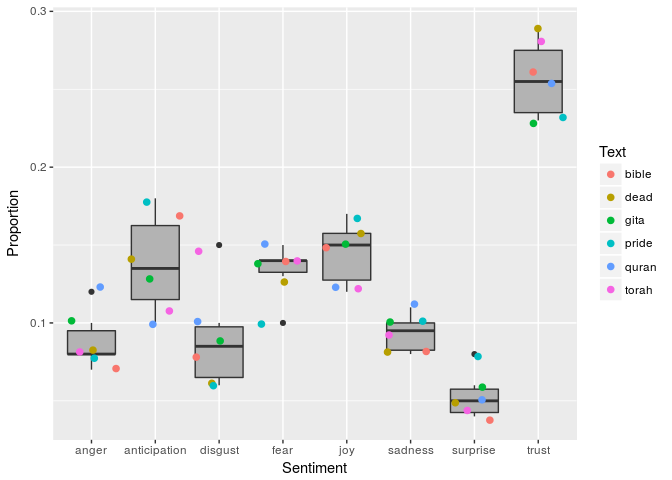 0.3
0.2
0.1
Proportion
anger anticipation disgust fear joy sadness surprise trust
Sentiment
Text
bible
dead
gita
pride
quran
torah